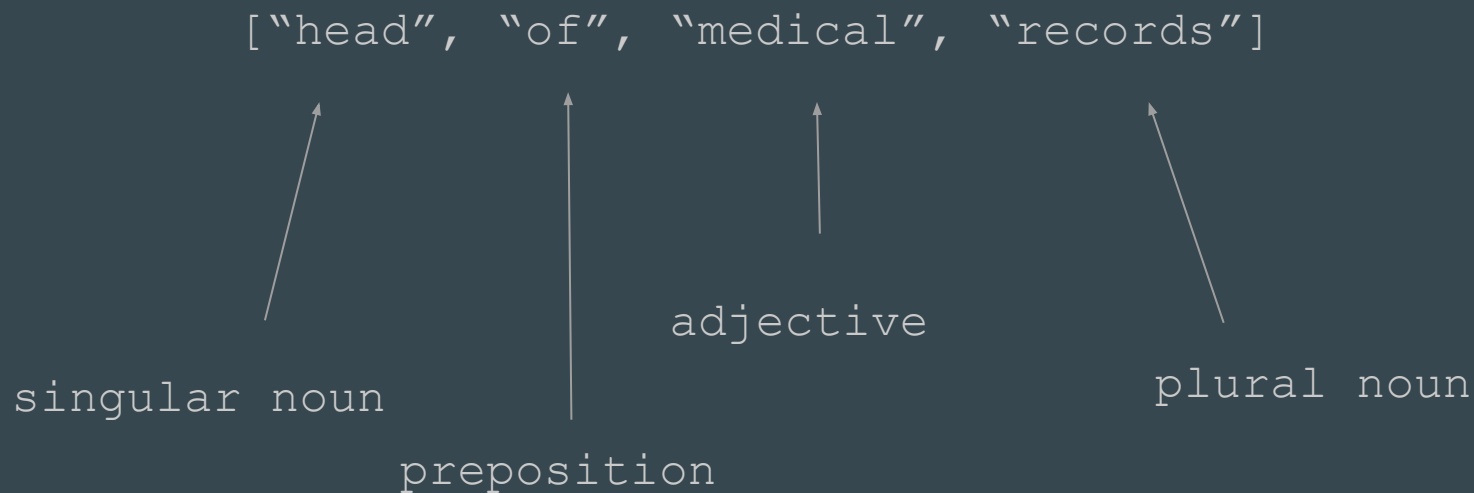 [“head”, “of”, “medical”, “records”]
adjective
singular noun
plural noun
preposition